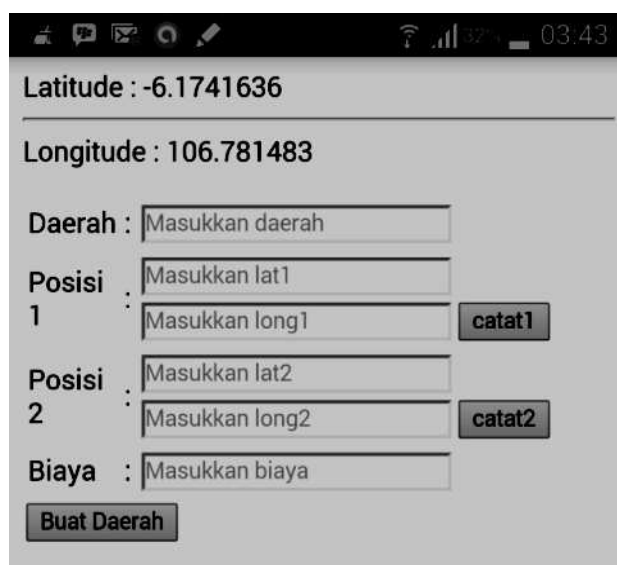 32% 03:43
Latitude : -6.1741636
Longitude : 106.781483
Daerah : Masukkan daerah
Posisi 1 : Masukkan lat1
Masukkan long1 catat1
Posisi 2 : Masukkan lat2
Masukkan long2 catat2
Biaya : Masukkan biaya
Buat Daerah